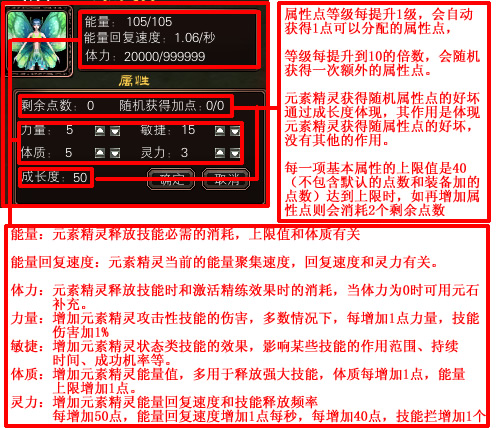 能量: 105/105
能量回复速度: 1.06/秒
体力: 20000/999999
属性
剩余点数: 0 随机获得加点: 0/0
力量: 5 敏捷: 15
体质: 5 灵力: 3
成长度: 50 确定 取消
属性点等级每提升1级，会自动
获得1点可以分配的属性点，
等级每提升到10的倍数，会随机
获得一次额外的属性点。
元素精灵获得随机属性点的好坏
通过成长度体现，其作用是体现
元素精灵获得随机属性点的好坏，
没有其他的作用。
每一项基本属性的上限值是40
（不包含默认的点数和装备加的
点数）达到上限时，如再增加属
性点则会消耗2个剩余点数
能量：元素精灵释放技能必需的消耗，上限值和体质有关
能量回复速度：元素精灵当前的能量聚集速度，回复速度和灵力有关。
体力：元素精灵释放技能时和激活精练效果时的消耗，当体力为0时可用元石
补充。
力量：增加元素精灵攻击性技能的伤害，多数情况下，每增加1点力量，技能
伤害加1%
敏捷：增加元素精灵状态类技能的效果，影响某些技能的作用范围、持续
时间、成功机率等。
体质：增加元素精灵能量值，多用于释放强大技能，体质每增加1点，能量
上限增加1点。
灵力：增加元素精灵能量回复速度和技能释放频率
每增加50点，能量回复速度增加1点每秒，每增加40点，技能拦增加1个